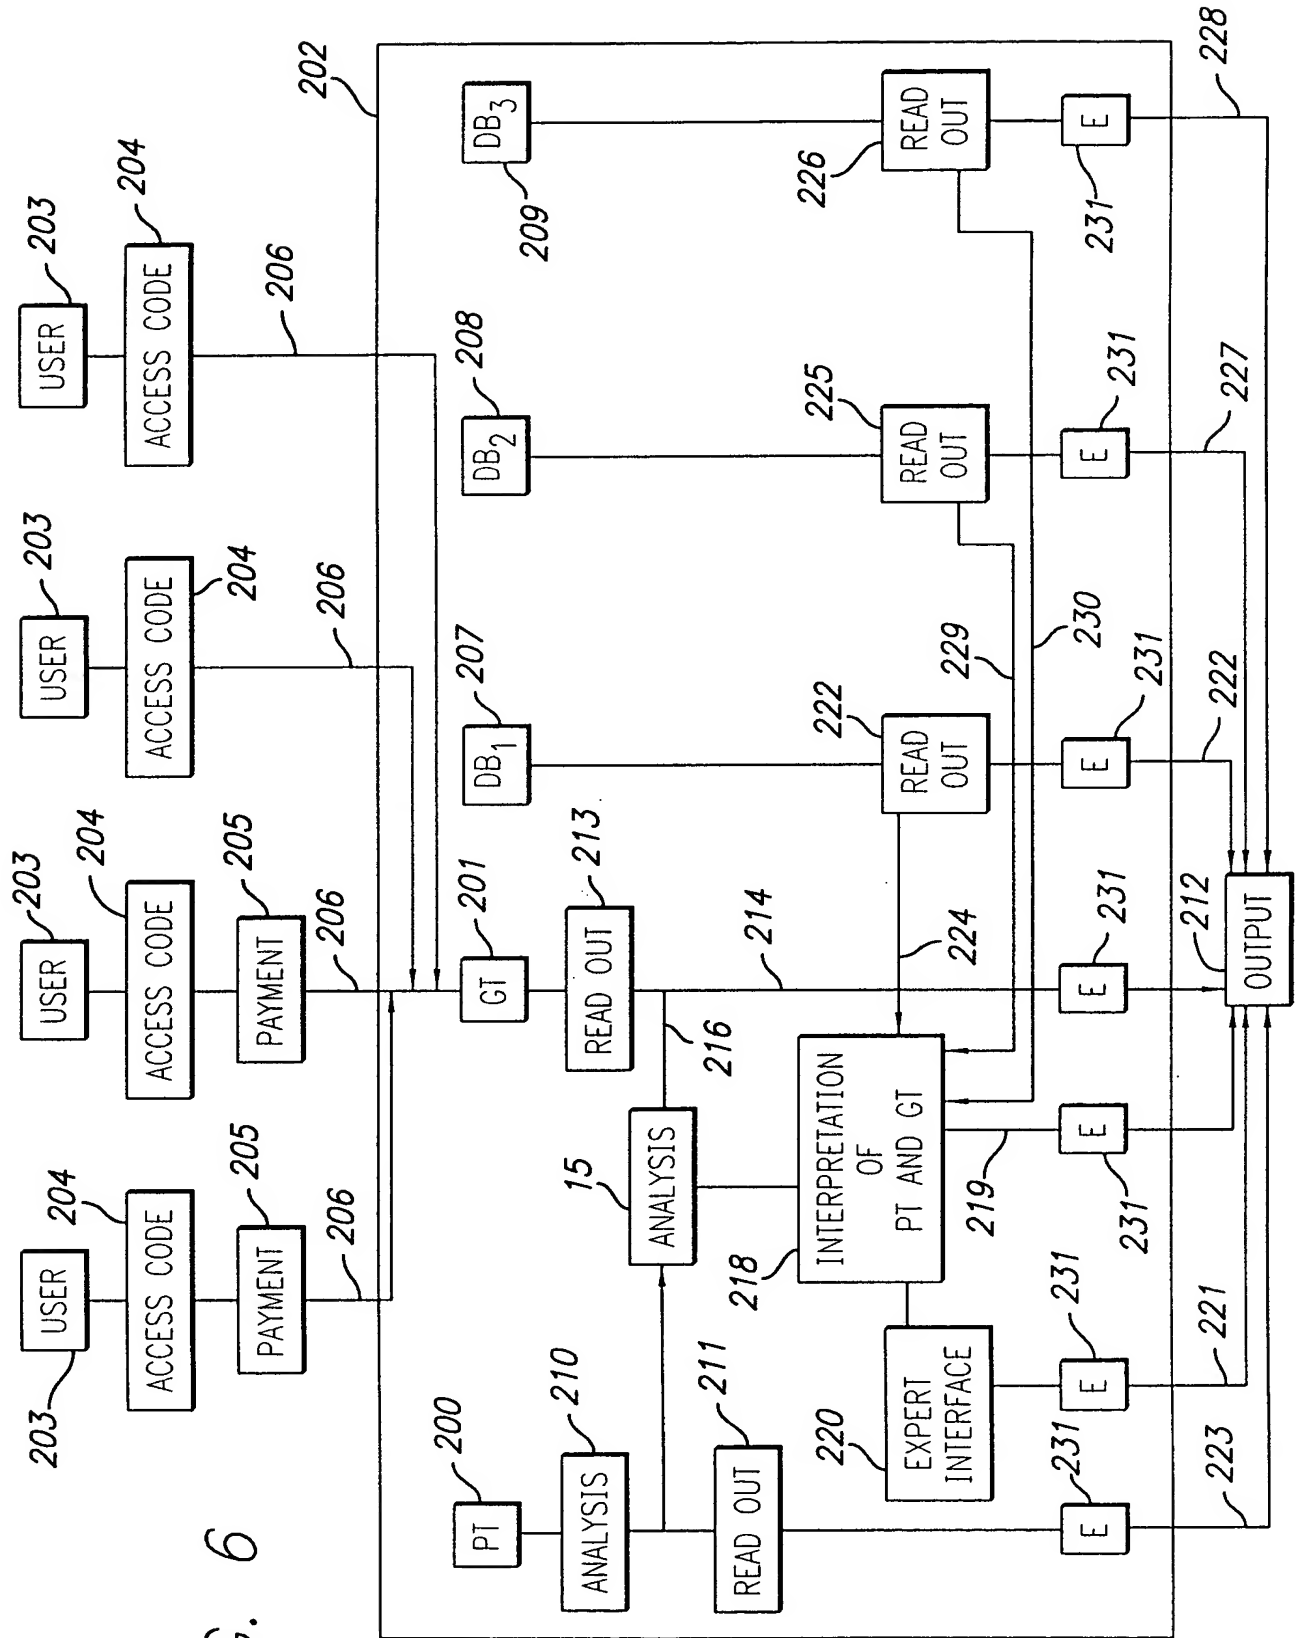 G. 6
203
USER
203
USER
203
USER
203
USER
204
ACCESS CODE
204
ACCESS CODE
204
ACCESS CODE
204
ACCESS CODE
205
PAYMENT
205
PAYMENT
206
206
206
206
202
200
PT
201
GT
207
DB1
208
DB2
209
DB3
210
ANALYSIS
213
READ OUT
15
ANALYSIS
216
211
READ OUT
214
218
INTERPRETATION
OF
PT AND GT
220
EXPERT
INTERFACE
222
READ
OUT
225
READ
OUT
226
READ
OUT
224
229
230
219
231
E
231
E
231
E
231
E
231
E
231
E
231
E
223
221
222
227
228
212
OUTPUT